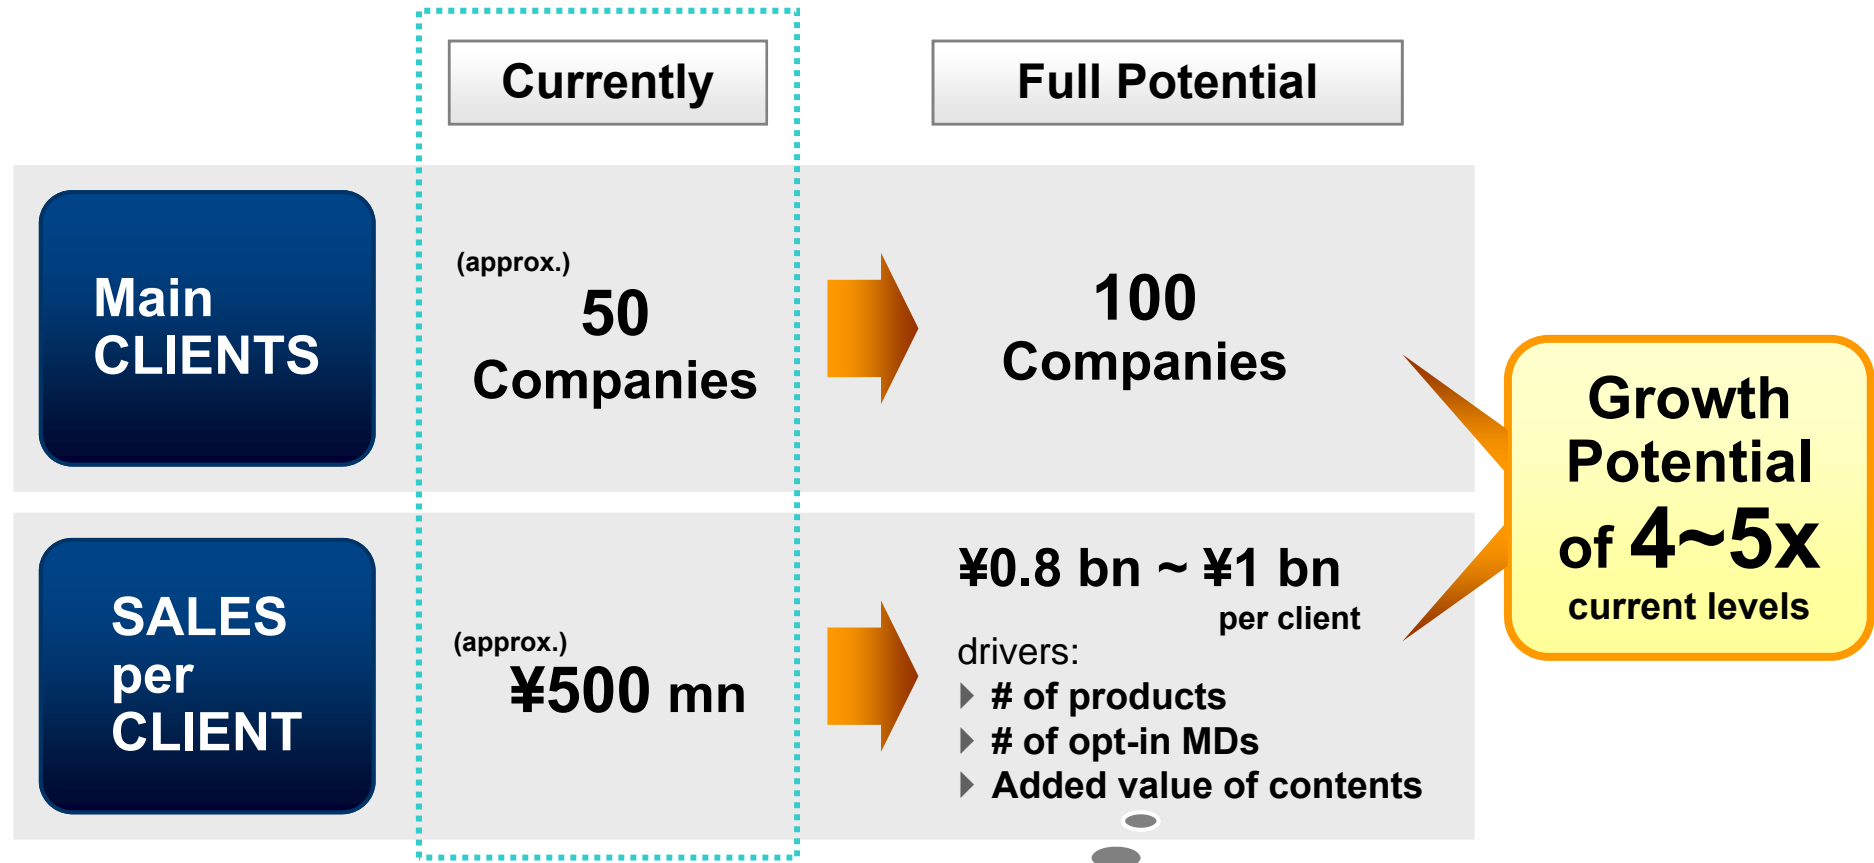 Currently
Full Potential
Main
CLIENTS
(approx.)
50
Companies
100
Companies
SALES
per
CLIENT
(approx.)
¥500 mn
¥0.8 bn ~ ¥1 bn
per client
drivers:
# of products
# of opt-in MDs
Added value of contents
Growth
Potential
of 4~5x
current levels